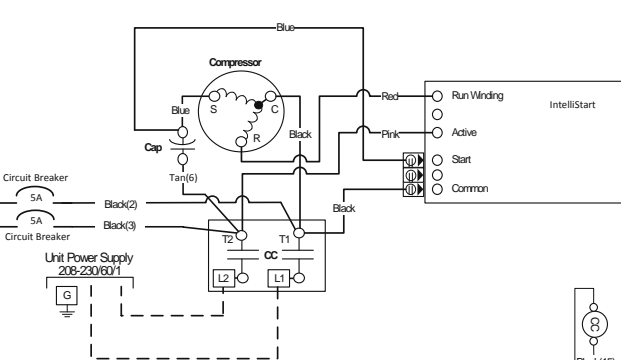 Blue
Compressor
Red
Run Winding
IntelliStart
Blue
S
C
R
Black
Pink
Active
Cap
Start
Tan(6)
Circuit Breaker
5A
Black(2)
Common
Black
5A
Black(3)
Circuit Breaker
T2
T1
CC
Unit Power Supply
208-230/60/1
L2
L1
G
CC